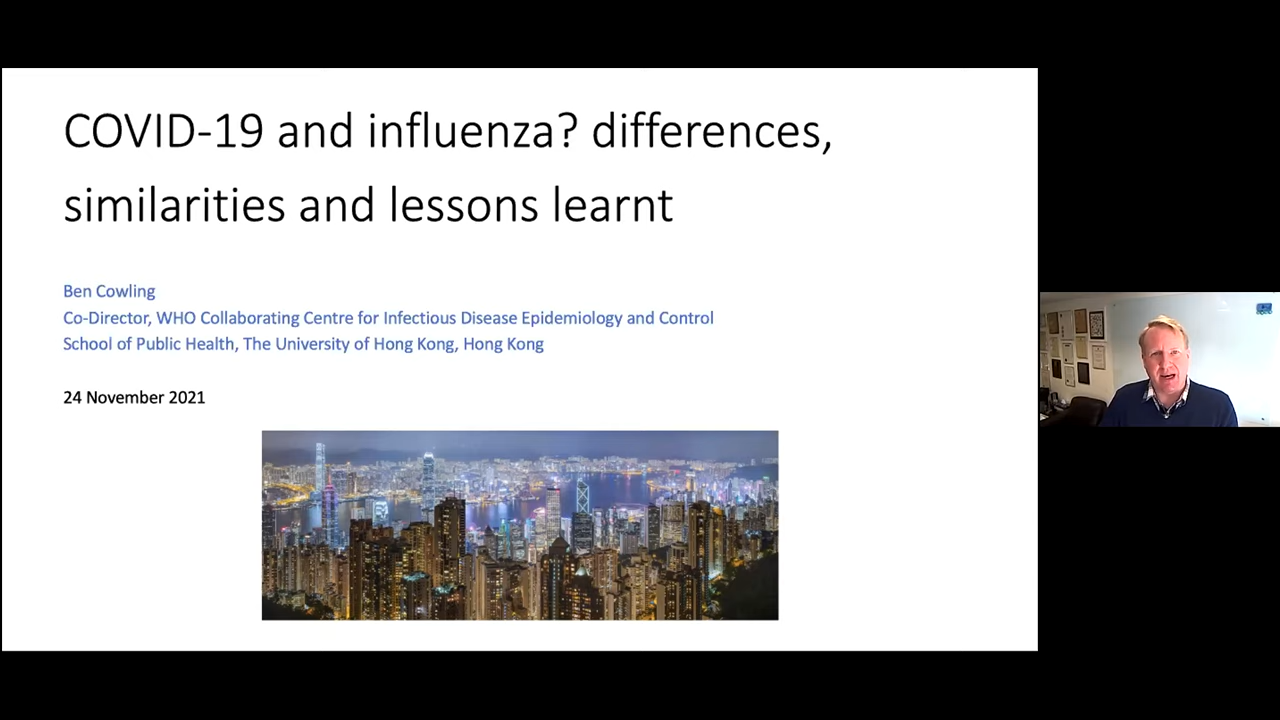 COVID-19 and influenza? differences,
similarities and lessons learnt
Ben Cowling
Co-Director, WHO Collaborating Centre for Infectious Disease Epidemiology and Control
School of Public Health, The University of Hong Kong, Hong Kong
24 November 2021